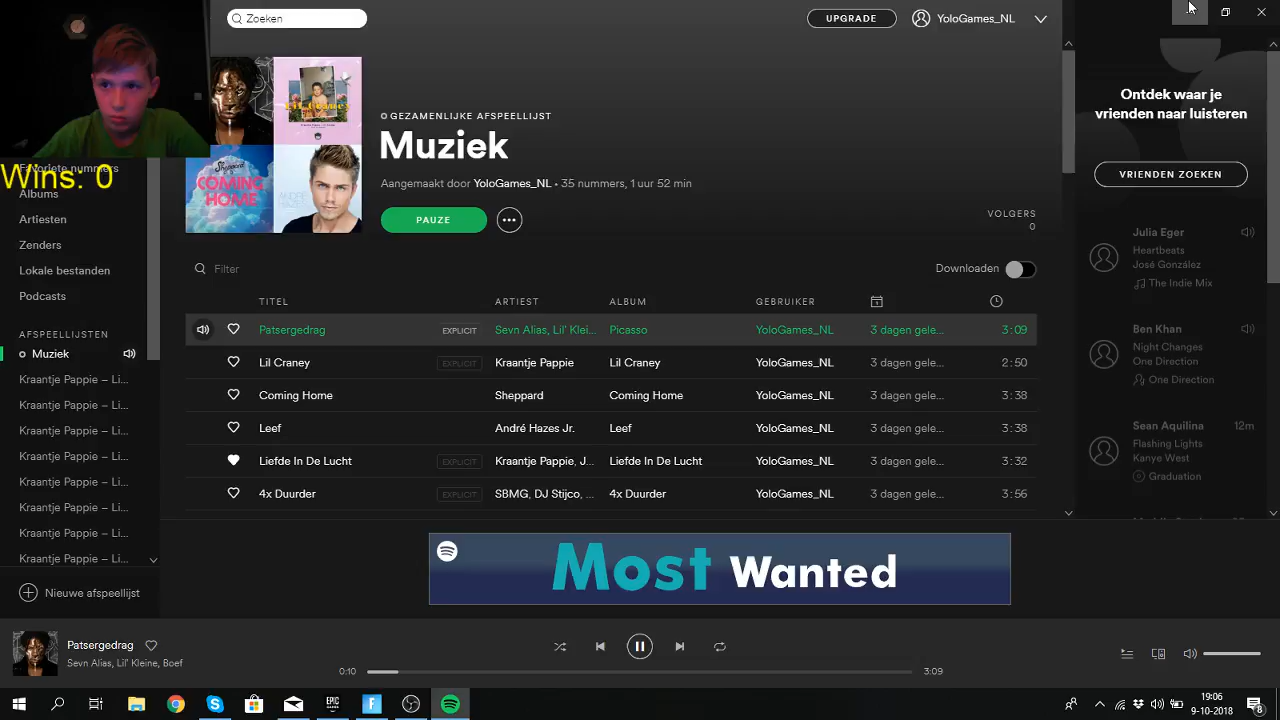 Zoeken
UPGRADE
YoloGames_NL
GEZAMENLIJKE AFSPEELLIJST
Muziek
Aangemaakt door YoloGames_NL • 35 nummers, 1 uur 52 min
PAUZE
VOLGERS
0
Filter
Downloaden
TITEL ARTIEST ALBUM GEBRUIKER
Patsergedrag EXPLICIT Sevn Alias, Lil' Klei... Picasso YoloGames_NL 3 dagen gele... 3:09
Lil Craney EXPLICIT Kraantje Pappie Lil Craney YoloGames_NL 3 dagen gele... 2:50
Coming Home Sheppard Coming Home YoloGames_NL 3 dagen gele... 3:38
Leef André Hazes Jr. Leef YoloGames_NL 3 dagen gele... 3:38
Liefde In De Lucht EXPLICIT Kraantje Pappie, J... Liefde In De Lucht YoloGames_NL 3 dagen gele... 3:32
4x Duurder EXPLICIT SBMG, DJ Stijco, ... 4x Duurder YoloGames_NL 3 dagen gele... 3:56
COMING
HOME
Favoriete nummers
Wins: 0
Albums
Artiesten
Zenders
Lokale bestanden
Podcasts
AFSPEELLIJSTEN
Muziek
Kraantje Pappie – Li...
Kraantje Pappie – Li...
Kraantje Pappie – Li...
Kraantje Pappie – Li...
Kraantje Pappie – Li...
Kraantje Pappie – Li...
Kraantje Pappie – Li...
Kraantje Pappie – Li...
Nieuwe afspeellijst
Ontdek waar je
vrienden naar luisteren
VRIENDEN ZOEKEN
Julia Eger
Heartbeats
José González
The Indie Mix
Ben Khan
Night Changes
One Direction
One Direction
Sean Aquilina 12m
Flashing Lights
Kanye West
Graduation
Most Wanted
Patsergedrag
Sevn Alias, Lil' Kleine, Boef
0:10
3:09
EPIC
GAMES
19:06
9-10-2018